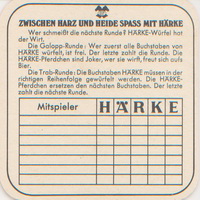 ZWISCHEN HARZ UND HEIDE SPASS MIT HÄRKE
Wer schmeißt die nächste Runde? HÄRKE-Würfel hat
der Wirt.
Die Galopp-Runde: Wer zuerst alle Buchstaben von
HÄRKE würfelt, ist frei. Der letzte zahlt die Runde. Die
HÄRKE-Pferdchen sind Joker, wer sie wirft, freut sich aufs
Bier.
Die Trab-Runde: Die Buchstaben HÄRKE müssen in der
richtigen Reihenfolge gewürfelt werden. Die HÄRKE-
Pferdchen ersetzen den nächsten Buchstaben. Der letzte
zahlt die nächste Runde.
Mitspieler HÄRKE